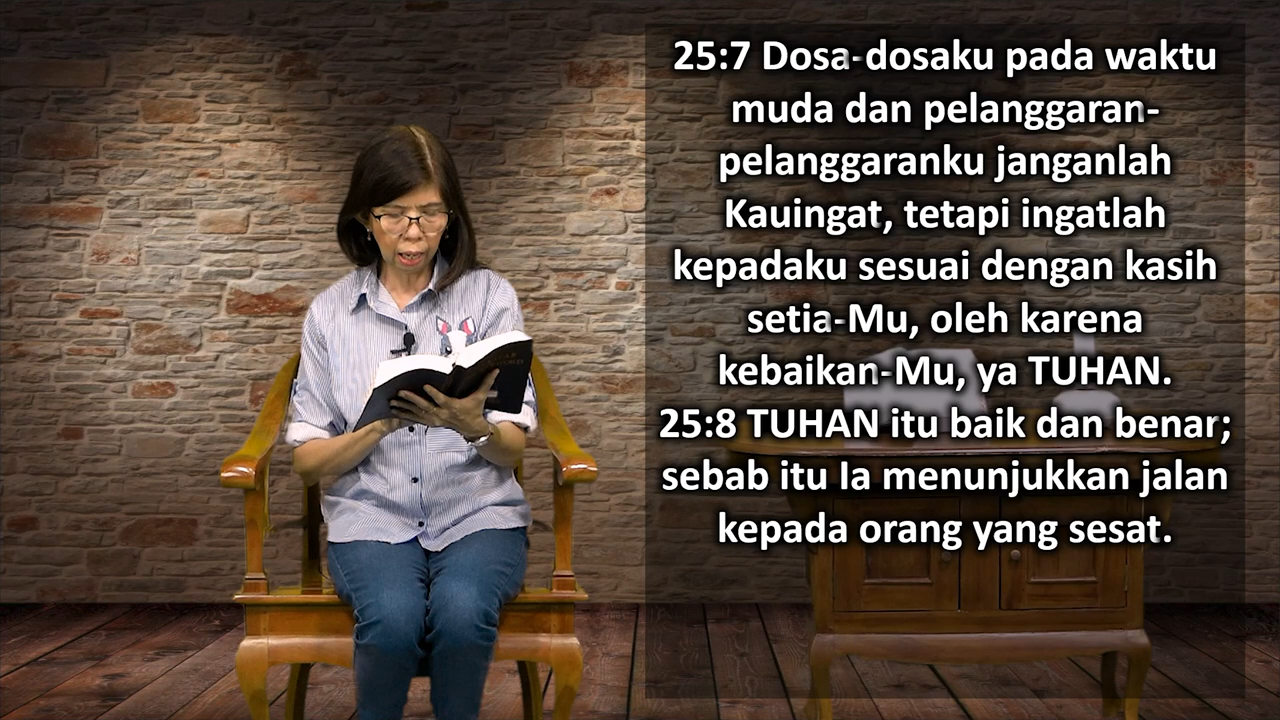 25:7 Dosa-dosaku pada waktu
muda dan pelanggaran-
pelanggaranku janganlah
Kauingat, tetapi ingatlah
kepadaku sesuai dengan kasih
setia-Mu, oleh karena
kebaikan-Mu, ya TUHAN.
25:8 TUHAN itu baik dan benar;
sebab itu Ia menunjukkan jalan
kepada orang yang sesat.